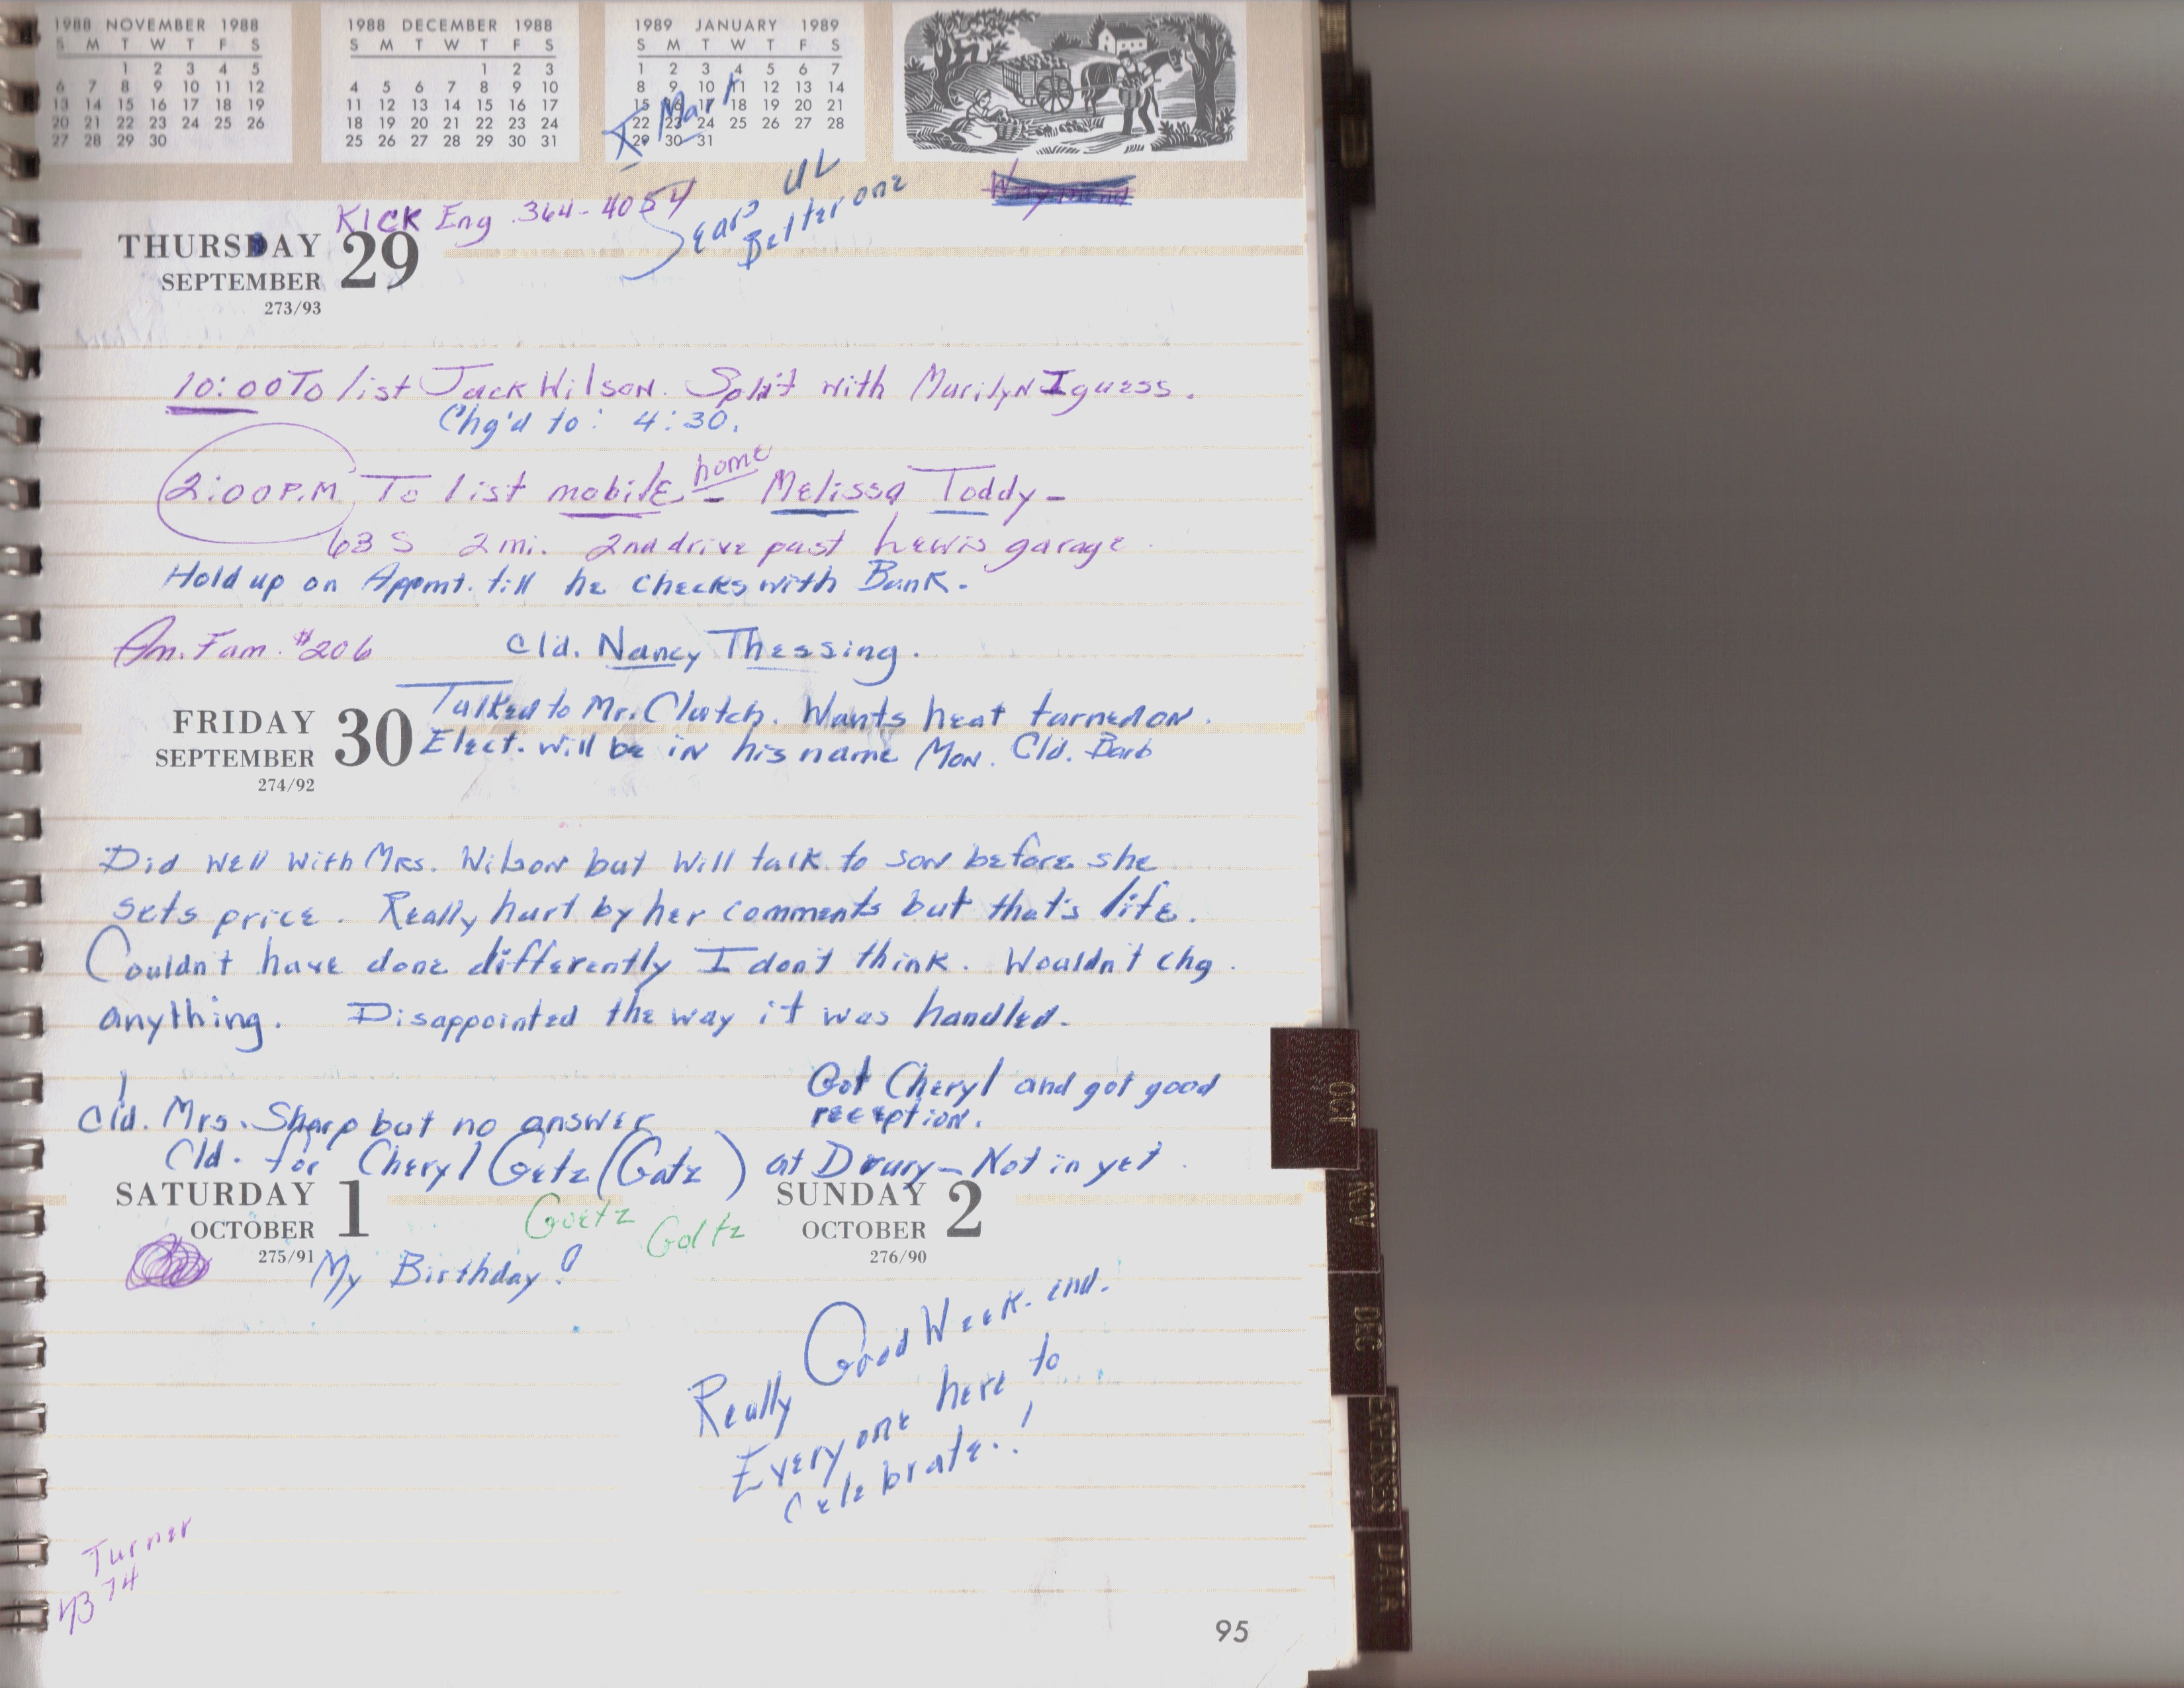 1988 NOVEMBER 1988
S M T W T F S
1 2 3 4 5
6 7 8 9 10 11 12
13 14 15 16 17 18 19
20 21 22 23 24 25 26
27 28 29 30
1988 DECEMBER 1988
S M T W T F S
1 2 3
4 5 6 7 8 9 10
11 12 13 14 15 16 17
18 19 20 21 22 23 24
25 26 27 28 29 30 31
1989 JANUARY 1989
S M T W T F S
1 2 3 4 5 6 7
8 9 10 11 12 13 14
15 16 17 18 19 20 21
22 23 24 25 26 27 28
29 30 31
Mart
KICK Eng. 364-4054
Sears UL
Better one
THURSDAY 29
SEPTEMBER
273/93
10:00 To list Jack Wilson. Split with Marilyn I guess.
Chg'd to: 4:30.
2:00 P.M. To list mobile home - Melissa Toddy -
63 S 2 mi. 2nd drive past Lewis garage.
Hold up on Appmt. till he checks with Bank.
Am. Fam. $206
Cld. Nancy Thessing.
FRIDAY 30
SEPTEMBER
274/92
Talked to Mr. Clutch. Wants heat turned on.
Elect. will be in his name Mon. Cld. Barb
Did well with Mrs. Wilson but will talk to son before she
sets price. Really hurt by her comments but that's life.
Couldn't have done differently I don't think. Wouldn't chg.
anything. Disappointed the way it was handled.
Got Cheryl and got good
reception.
Cld. Mrs. Sharp but no answer
Cld. for Cheryl Getz (Gatz) at Drury - Not in yet.
SATURDAY 1
OCTOBER
275/91
Goetz Galtz
My Birthday!
SUNDAY 2
OCTOBER
276/90
Really Good Week-end.
Everyone here to
Celebrate..!
Turner
4374
95
OCT
NOV
DEC
EXPENSES
DATA